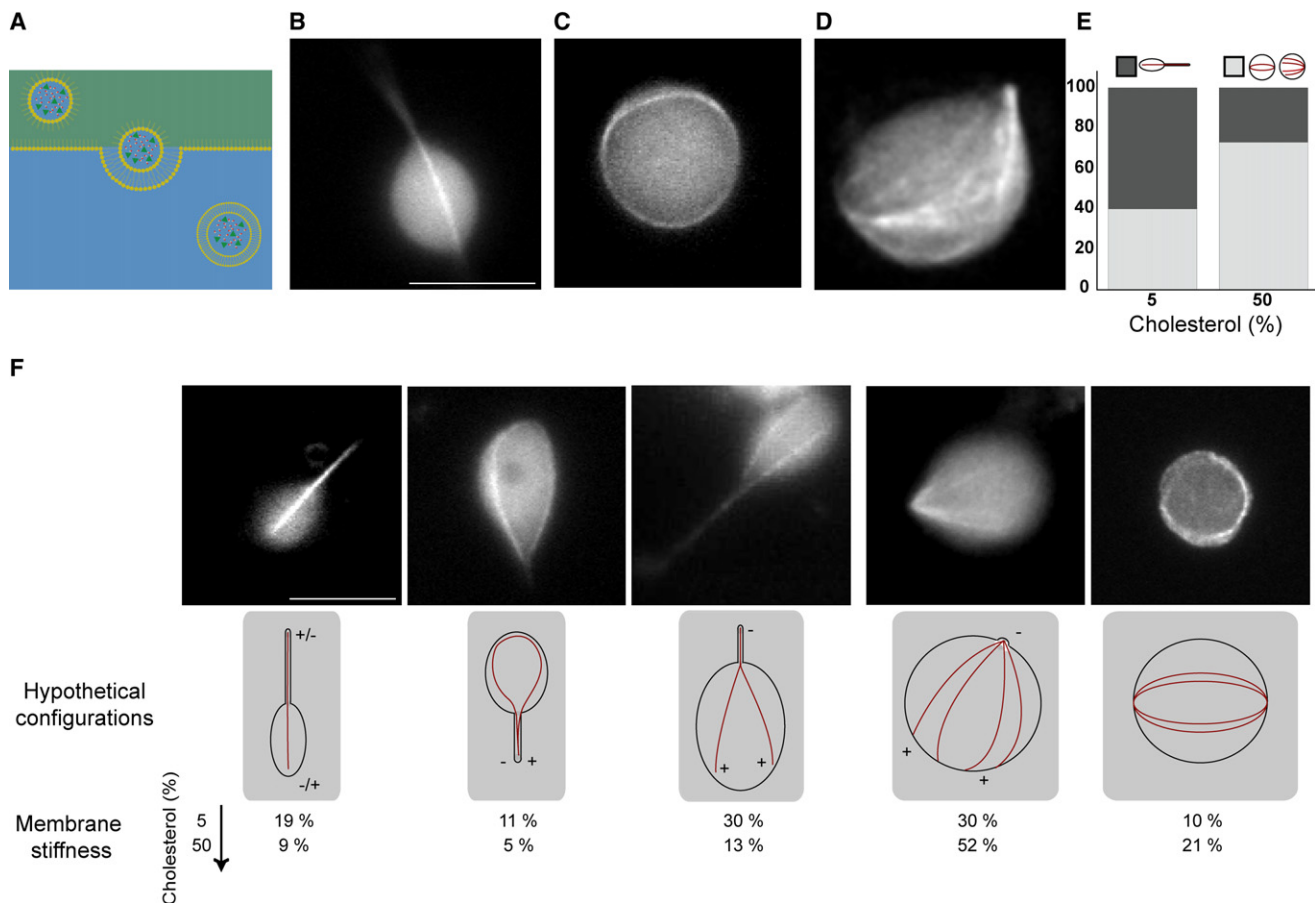 A
B
C
D
E
100
80
60
40
20
0
5 50
Cholesterol (%)
F
+/-
-/+
- +
-
+ +
-
+
+
Hypothetical
configurations
Membrane
stiffness
Cholesterol (%)
5 19 % 11 % 30 % 30 % 10 %
50 9 % 5 % 13 % 52 % 21 %